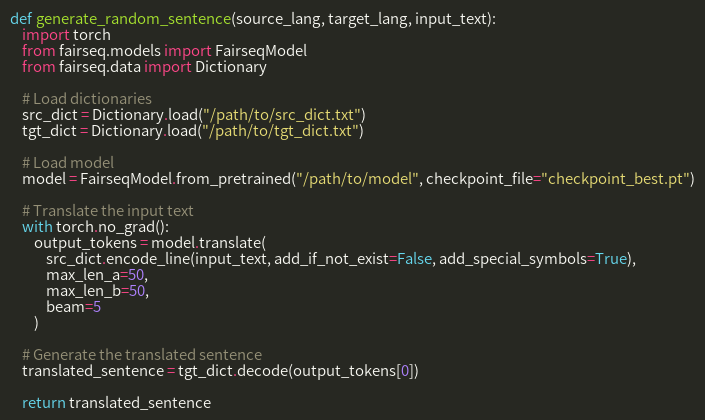 def generate_random_sentence(source_lang, target_lang, input_text):
    import torch
    from fairseq.models import FairseqModel
    from fairseq.data import Dictionary

    # Load dictionaries
    src_dict = Dictionary.load("/path/to/src_dict.txt")
    tgt_dict = Dictionary.load("/path/to/tgt_dict.txt")

    # Load model
    model = FairseqModel.from_pretrained("/path/to/model", checkpoint_file="checkpoint_best.pt")

    # Translate the input text
    with torch.no_grad():
        output_tokens = model.translate(
            src_dict.encode_line(input_text, add_if_not_exist=False, add_special_symbols=True),
            max_len_a=50,
            max_len_b=50,
            beam=5
        )

    # Generate the translated sentence
    translated_sentence = tgt_dict.decode(output_tokens[0])

    return translated_sentence